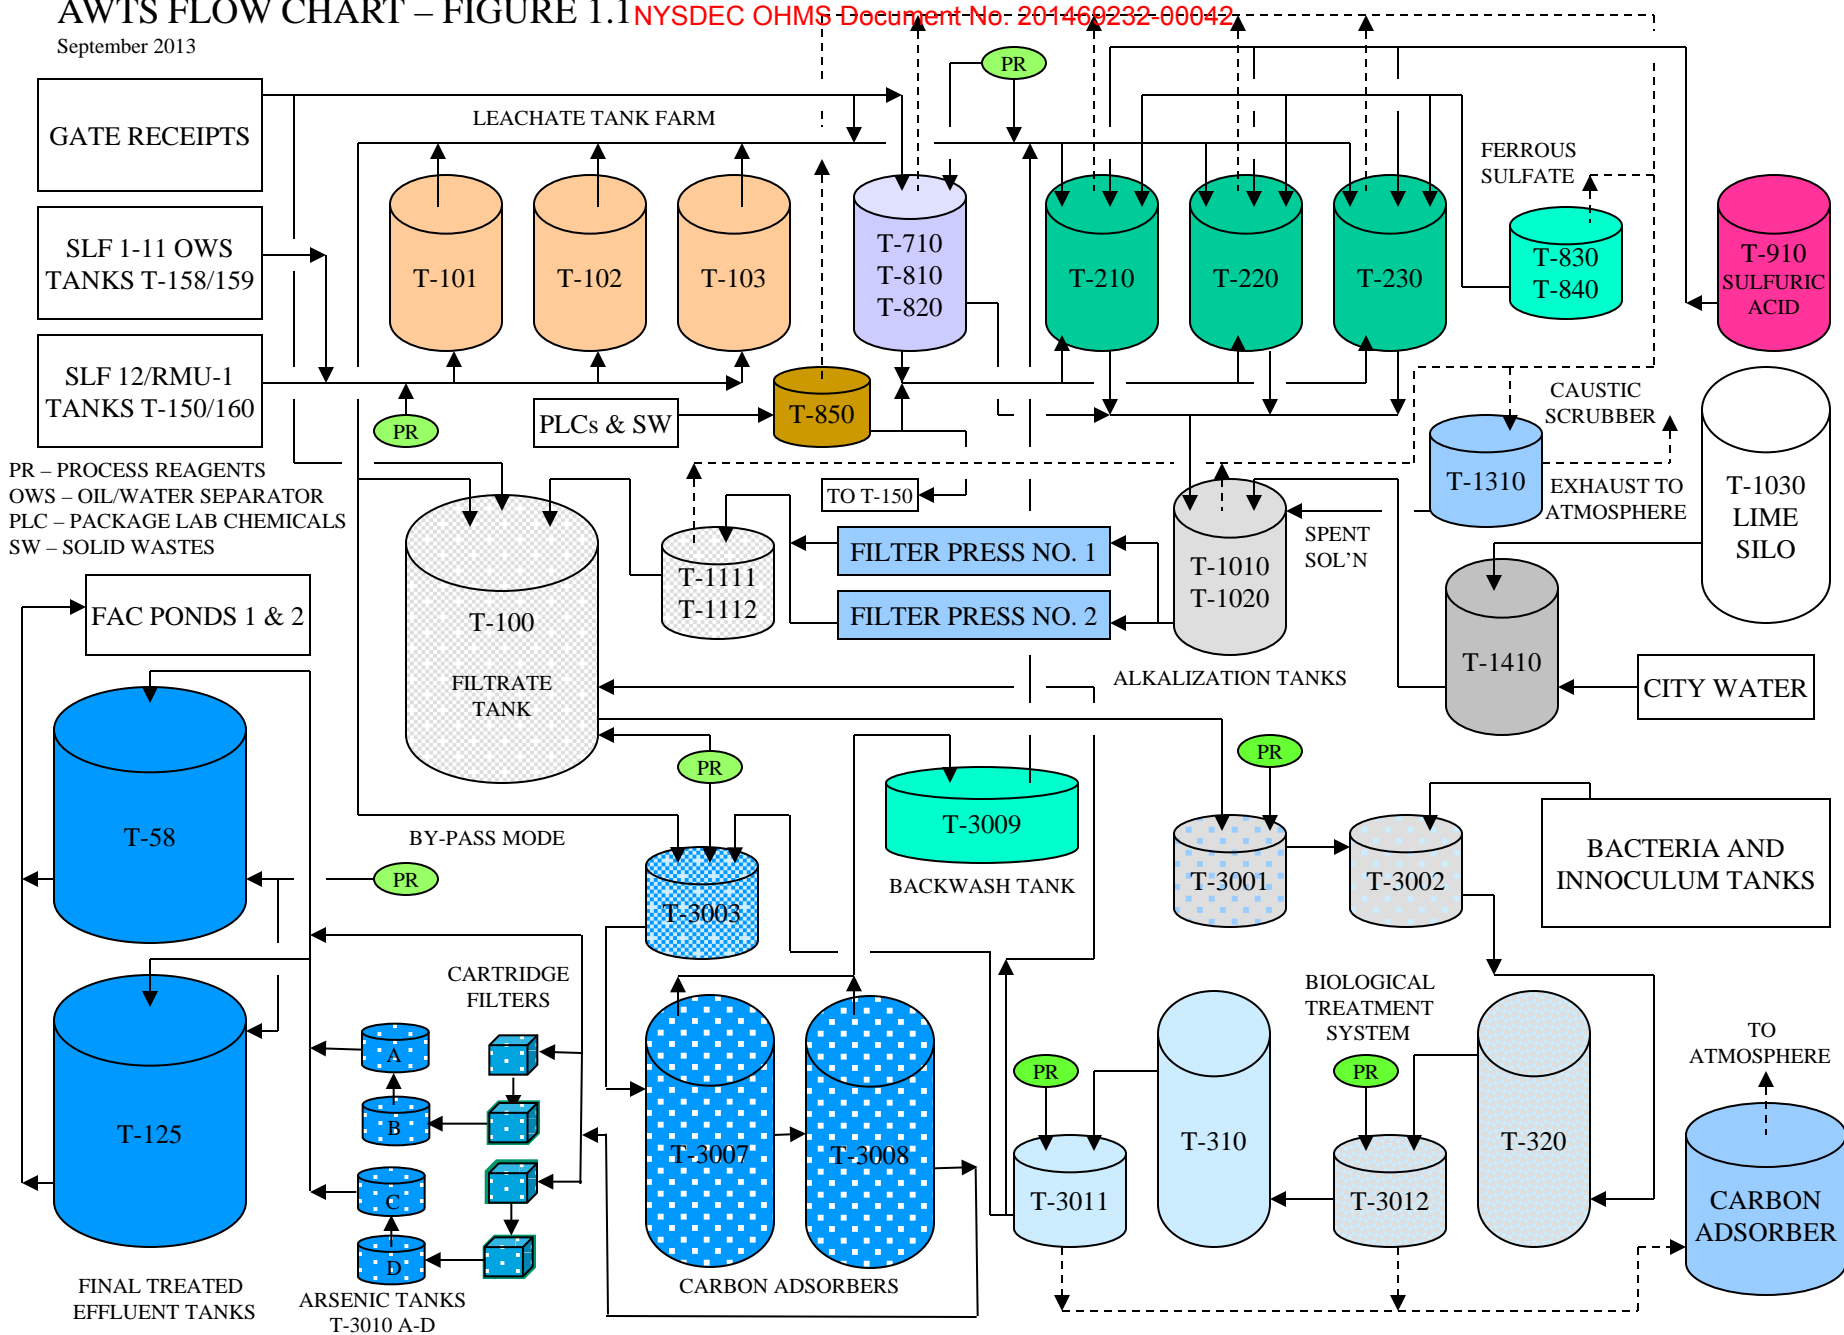 AWTS FLOW CHART – FIGURE 1.1
NYSDEC OHMS Document No. 201469232-00042
September 2013
PR
GATE RECEIPTS
LEACHATE TANK FARM
FERROUS
SULFATE
SLF 1-11 OWS
TANKS T-158/159
T-101
T-102
T-103
T-710
T-810
T-820
T-210
T-220
T-230
T-830
T-840
T-910
SULFURIC
ACID
SLF 12/RMU-1
TANKS T-150/160
PR
PLCs & SW
T-850
CAUSTIC
SCRUBBER
PR – PROCESS REAGENTS
OWS – OIL/WATER SEPARATOR
PLC – PACKAGE LAB CHEMICALS
SW – SOLID WASTES
TO T-150
T-1310
EXHAUST TO
ATMOSPHERE
T-1030
LIME
SILO
SPENT
SOL’N
FILTER PRESS NO. 1
FILTER PRESS NO. 2
T-1111
T-1112
T-1010
T-1020
FAC PONDS 1 & 2
T-100
FILTRATE
TANK
ALKALIZATION TANKS
T-1410
CITY WATER
PR
PR
T-58
BY-PASS MODE
T-3009
BACKWASH TANK
PR
T-3003
T-3001
T-3002
BACTERIA AND
INNOCULUM TANKS
CARTRIDGE
FILTERS
BIOLOGICAL
TREATMENT
SYSTEM
TO
ATMOSPHERE
A
B
C
D
PR
PR
T-125
T-3007
T-3008
T-3011
T-310
T-3012
T-320
CARBON
ADSORBER
FINAL TREATED
EFFLUENT TANKS
ARSENIC TANKS
T-3010 A-D
CARBON ADSORBERS